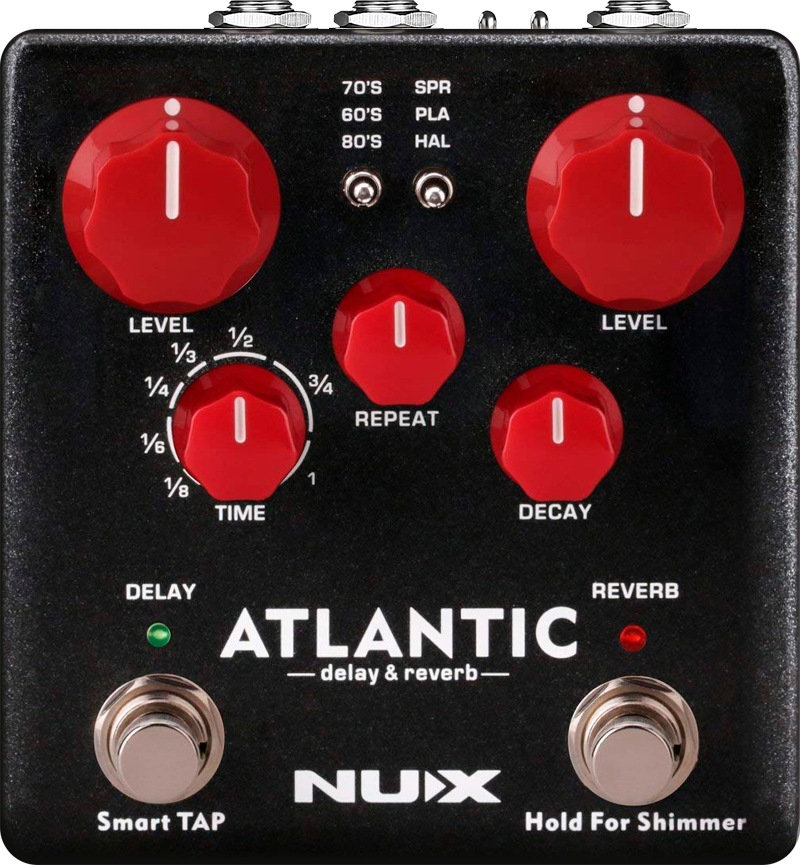 70'S SPR
60'S PLA
80'S HAL
LEVEL
LEVEL
1/2
1/3
3/4
1/4
REPEAT
1/6
1/8
1
TIME
DECAY
DELAY
REVERB
ATLANTIC
delay & reverb
NUX
Smart TAP
Hold For Shimmer